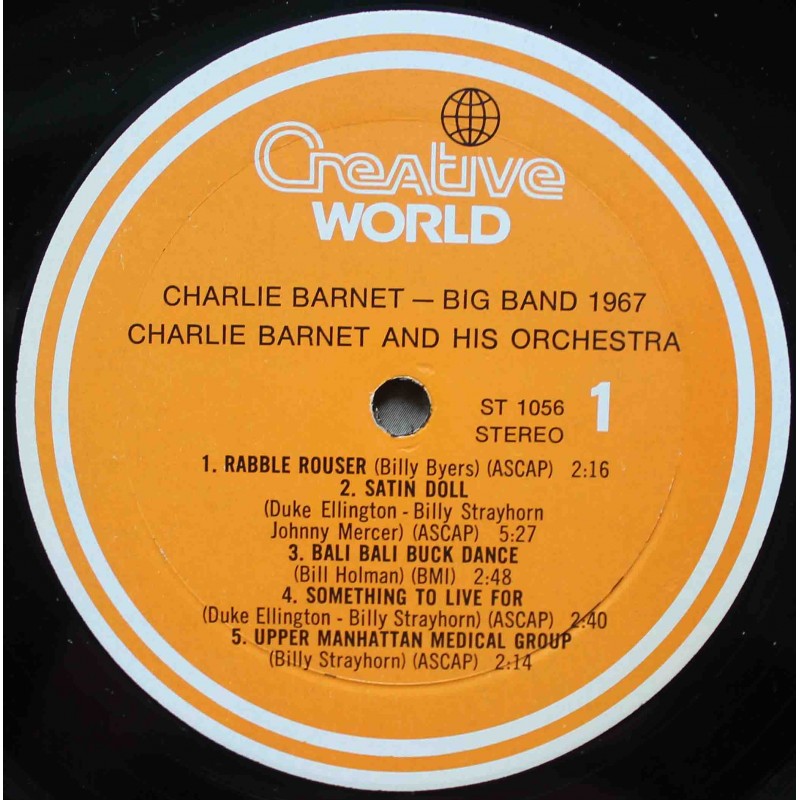 Creative
WORLD
CHARLIE BARNET — BIG BAND 1967
CHARLIE BARNET AND HIS ORCHESTRA
ST 1056
STEREO
1
1. RABBLE ROUSER (Billy Byers) (ASCAP) 2:16
2. SATIN DOLL
(Duke Ellington - Billy Strayhorn
Johnny Mercer) (ASCAP) 5:27
3. BALI BALI BUCK DANCE
(Bill Holman) (BMI) 2:48
4. SOMETHING TO LIVE FOR
(Duke Ellington - Billy Strayhorn) (ASCAP) 2:40
5. UPPER MANHATTAN MEDICAL GROUP
(Billy Strayhorn) (ASCAP) 2:14